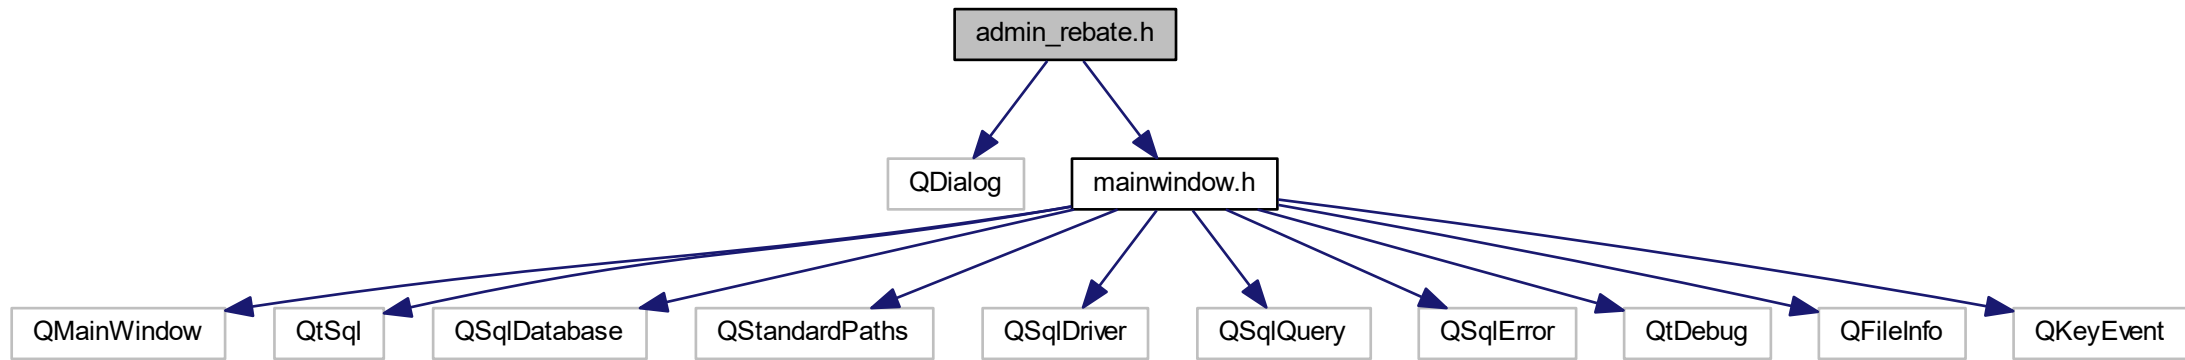 admin_rebate.h
QDialog
mainwindow.h
QMainWindow
QtSql
QSqlDatabase
QStandardPaths
QSqlDriver
QSqlQuery
QSqlError
QtDebug
QFileInfo
QKeyEvent